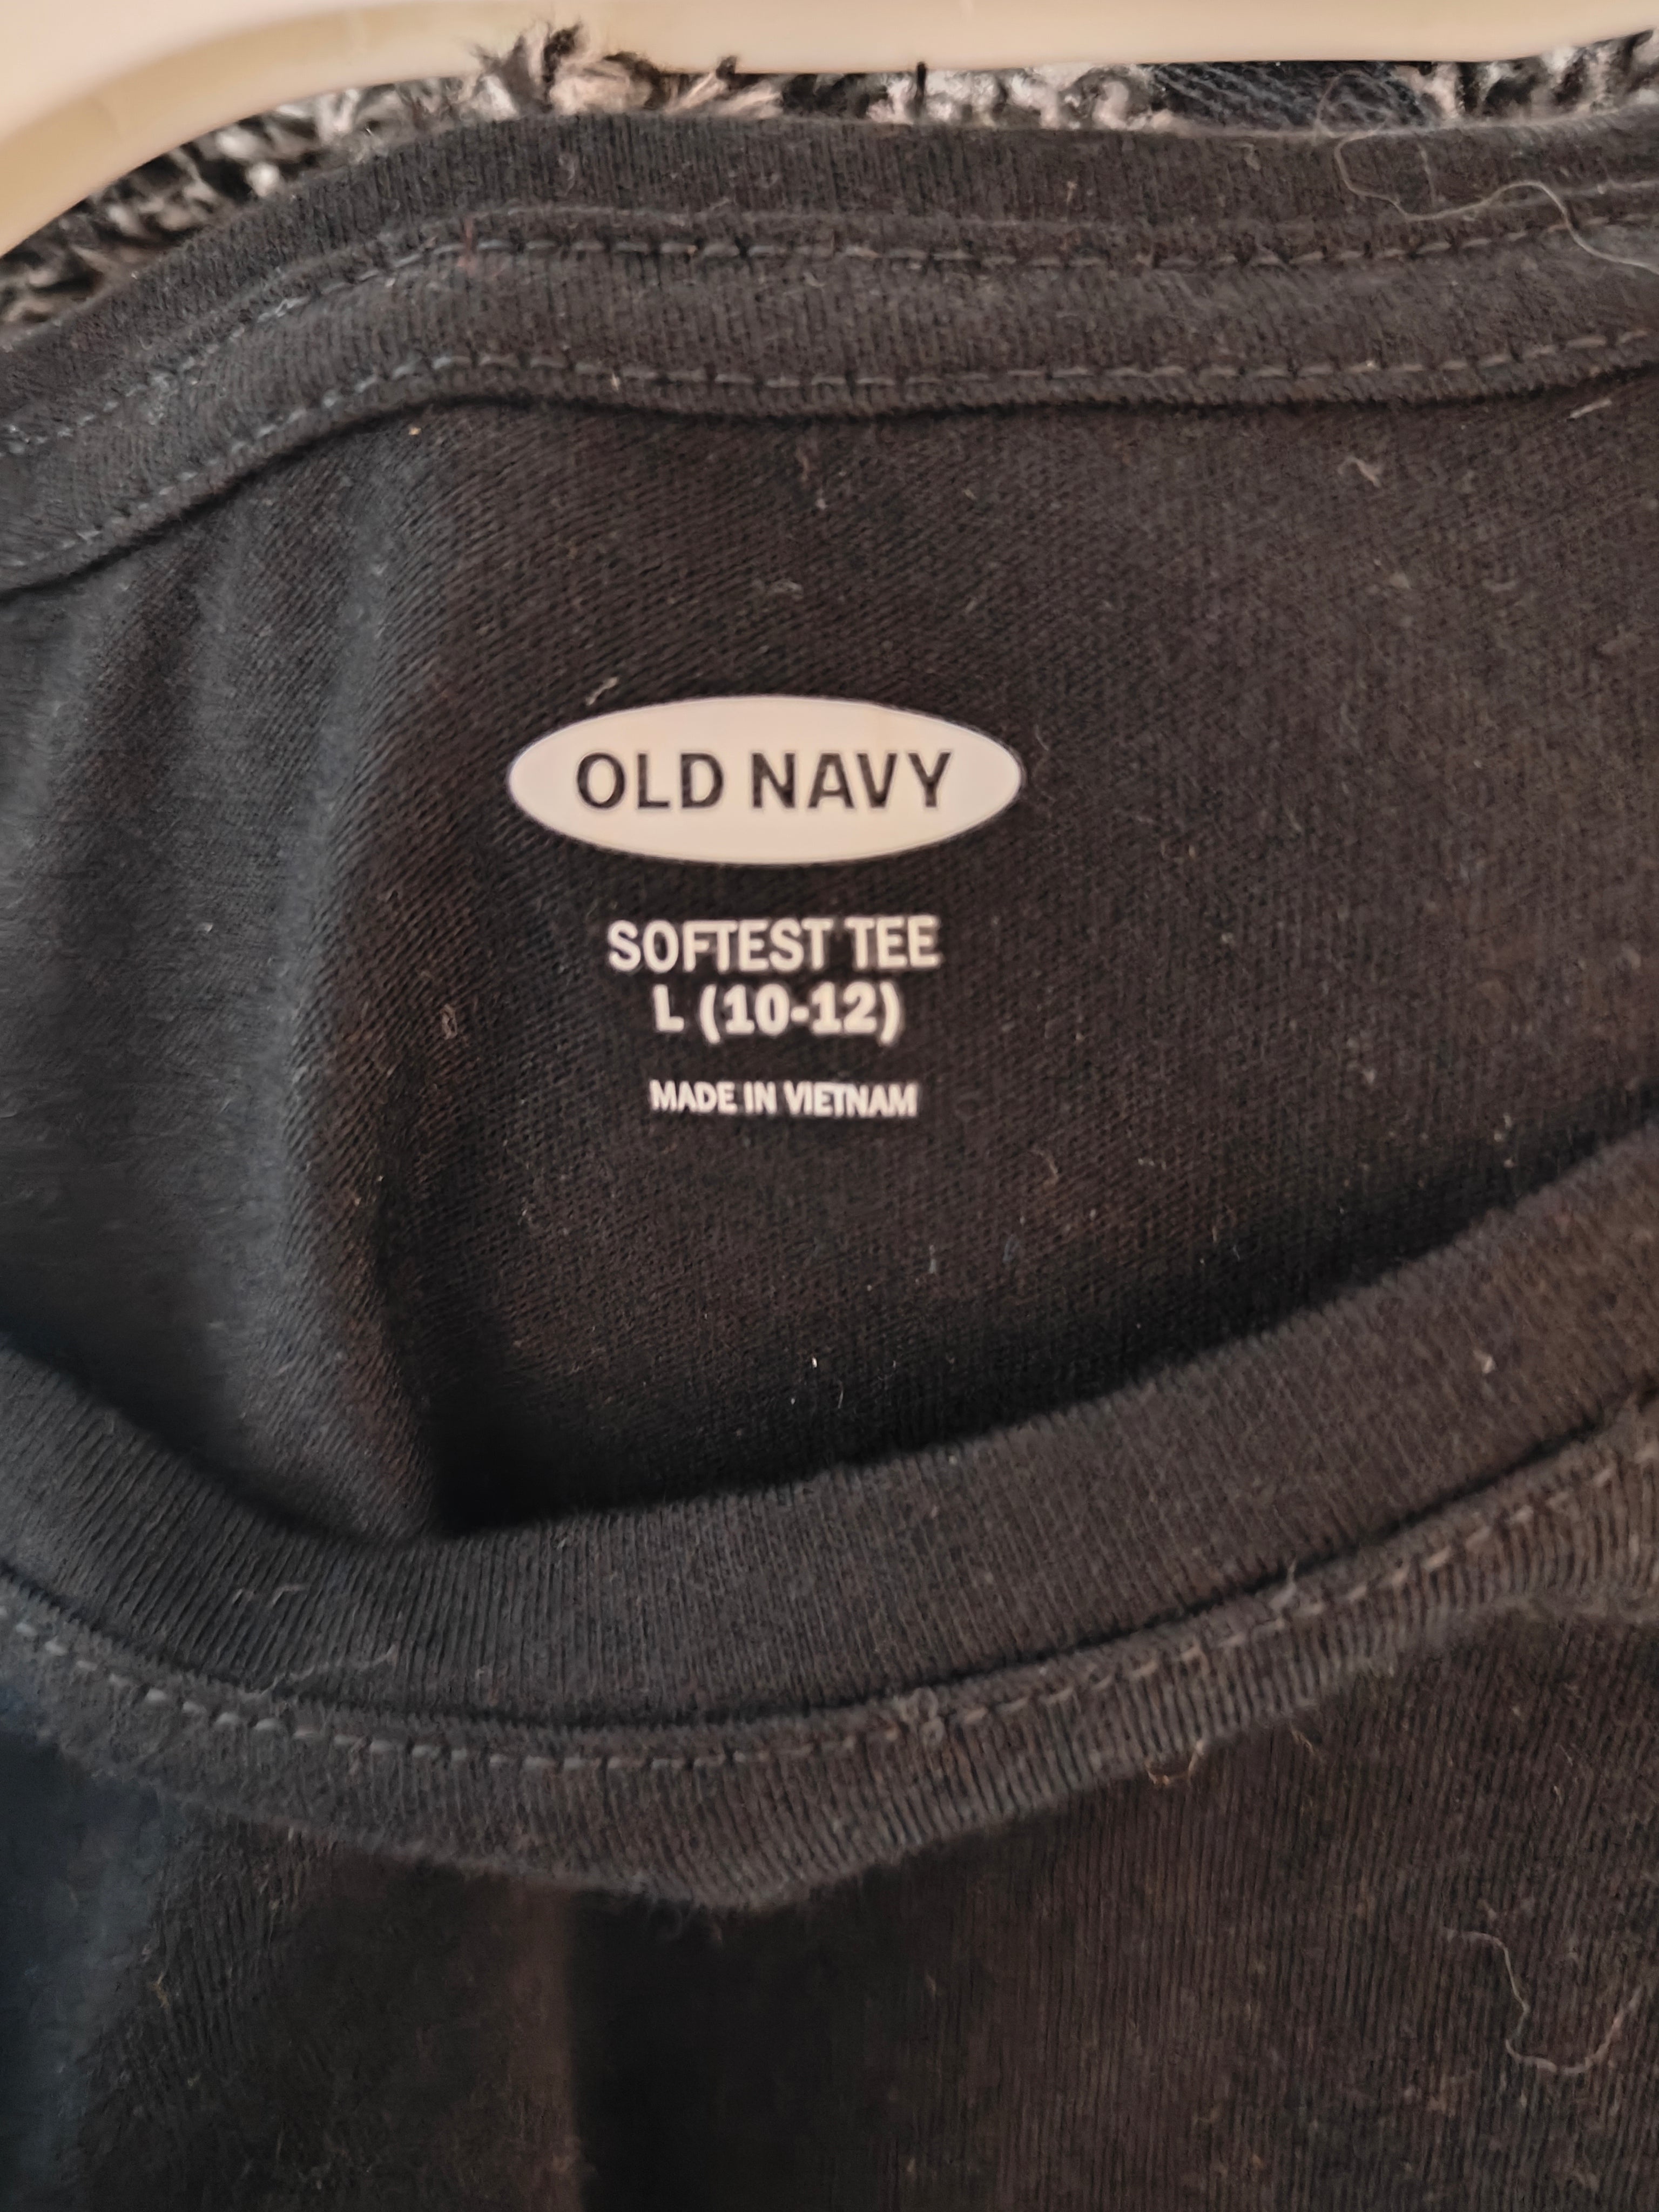 OLD NAVY
SOFTEST TEE
L (10-12)
MADE IN VIETNAM